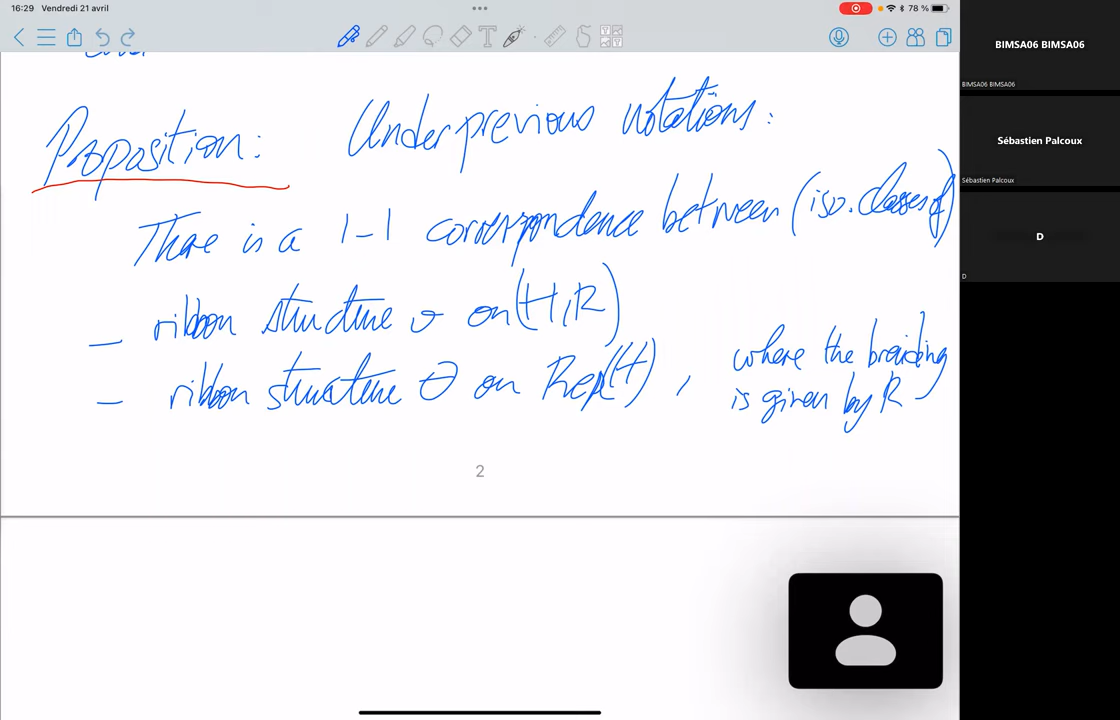 16:29 Vendredi 21 avril
78 %
Proposition: Under previous notations:
There is a 1-1 correspondence between (iso. classes of)
– ribbon structure v on (H,R)
– ribbon structure θ on Rep(H), where the braiding
is given by R
2
BIMSA06 BIMSA06
BIMSA06 BIMSA06
Sébastien Palcoux
Sébastien Palcoux
D
D